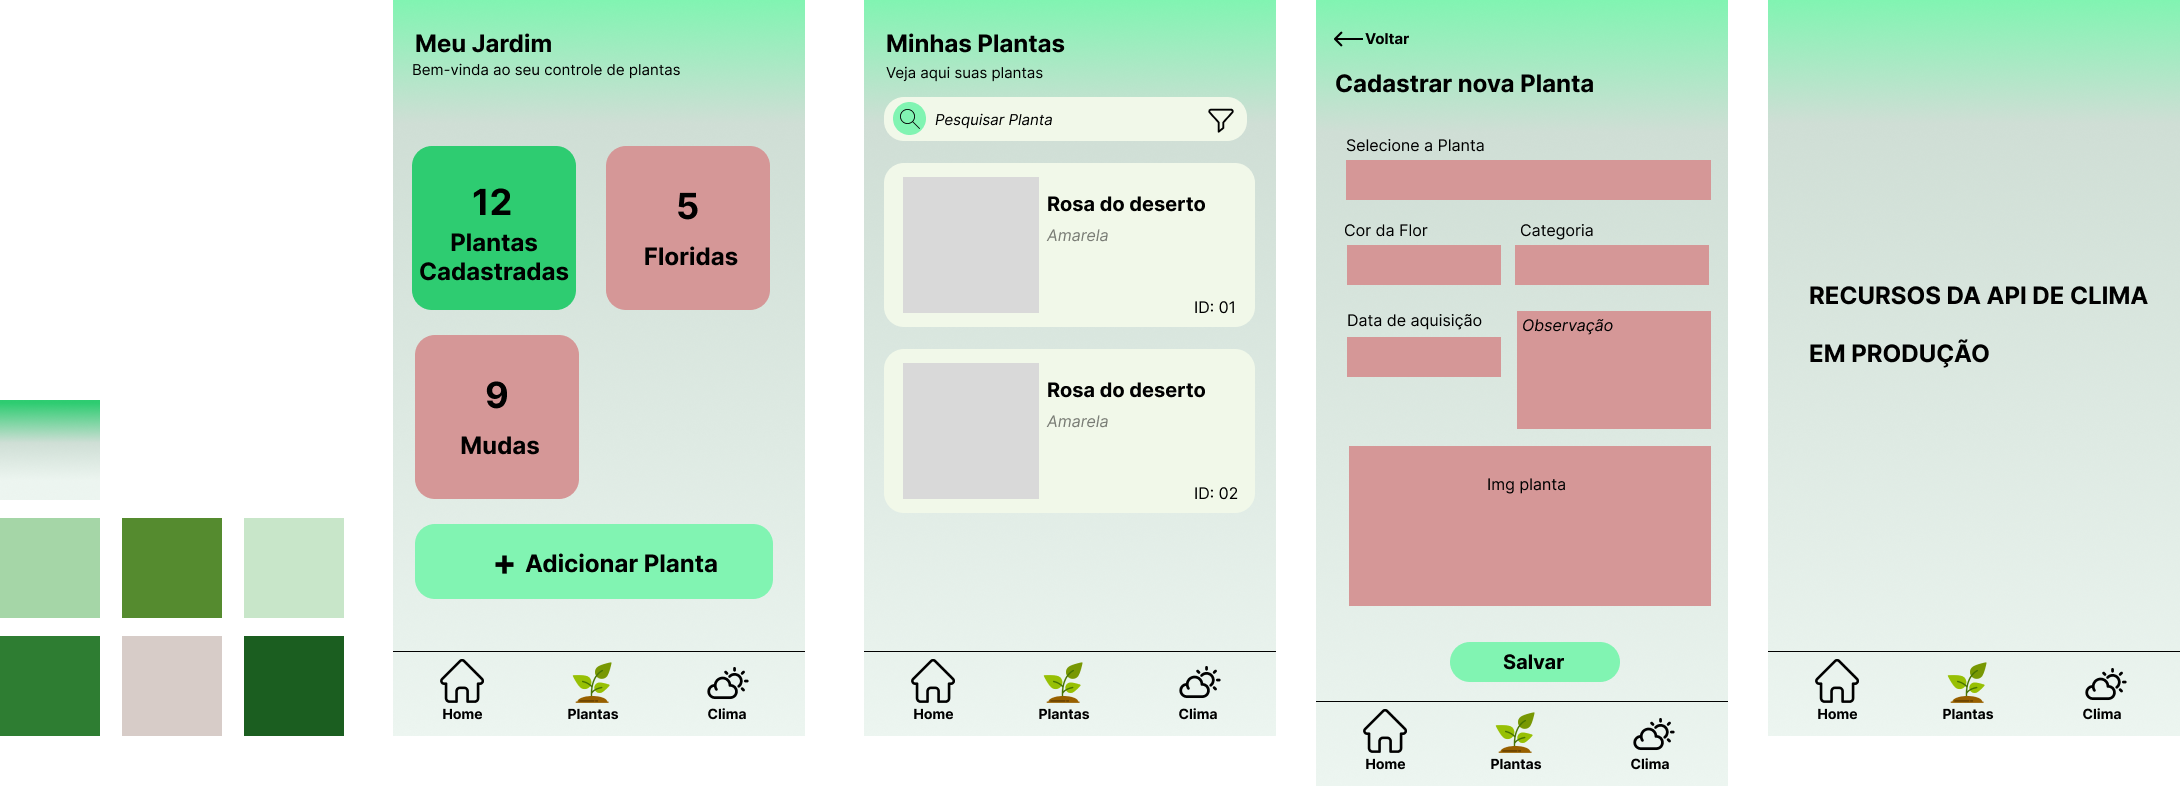 Meu Jardim
Bem-vinda ao seu controle de plantas
12
Plantas
Cadastradas
5
Floridas
9
Mudas
+ Adicionar Planta
Home
Plantas
Clima
Minhas Plantas
Veja aqui suas plantas
Pesquisar Planta
Rosa do deserto
Amarela
ID: 01
Rosa do deserto
Amarela
ID: 02
Home
Plantas
Clima
Voltar
Cadastrar nova Planta
Selecione a Planta
Cor da Flor
Categoria
Data de aquisição
Observação
Img planta
Salvar
Home
Plantas
Clima
RECURSOS DA API DE CLIMA
EM PRODUÇÃO
Home
Plantas
Clima